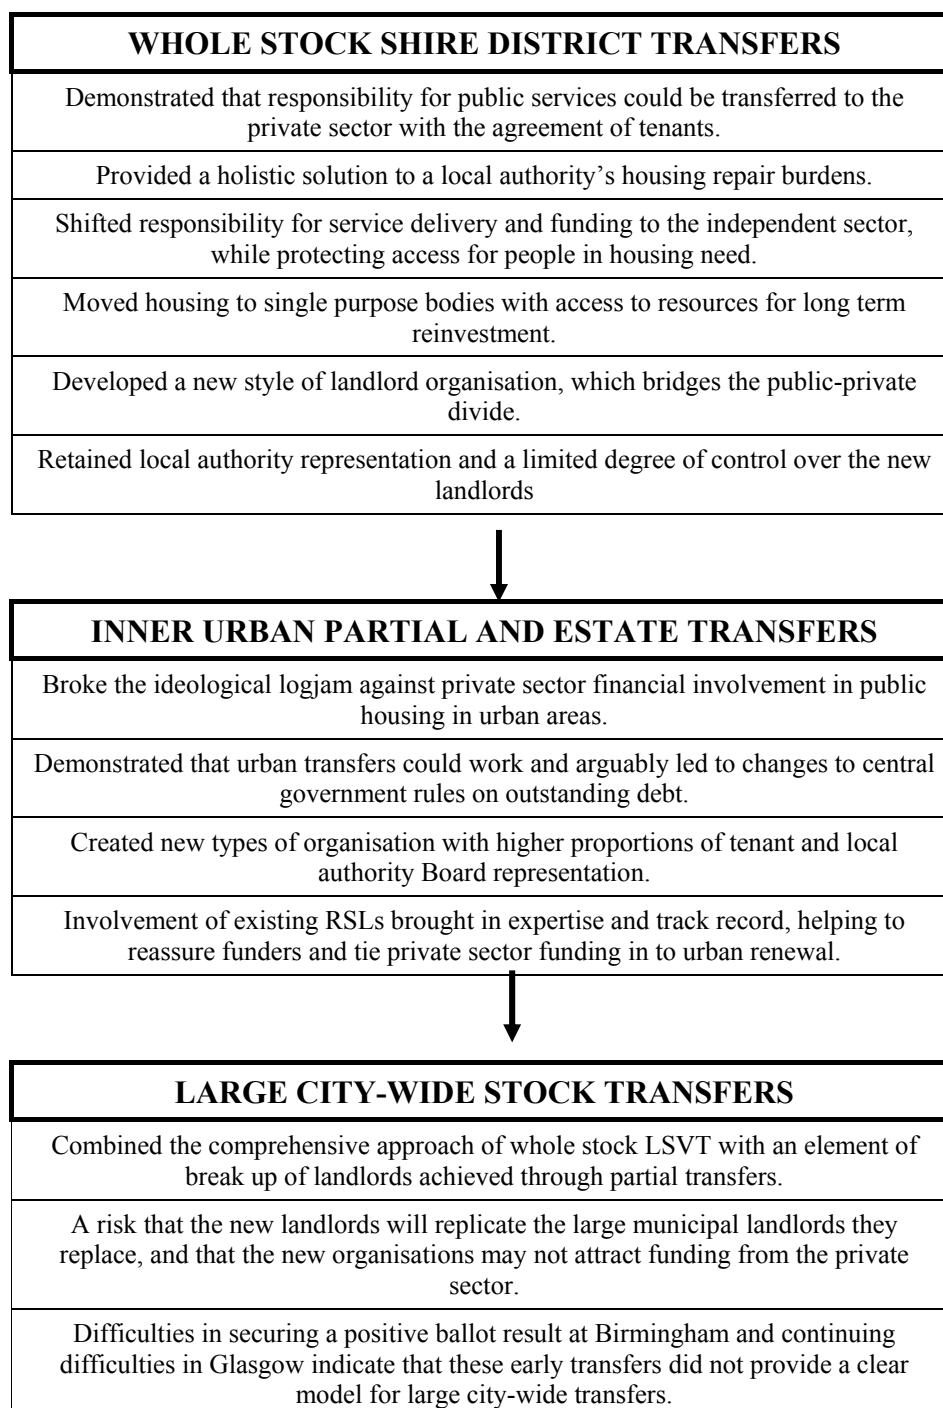 WHOLE STOCK SHIRE DISTRICT TRANSFERS
Demonstrated that responsibility for public services could be transferred to the
private sector with the agreement of tenants.
Provided a holistic solution to a local authority’s housing repair burdens.
Shifted responsibility for service delivery and funding to the independent sector,
while protecting access for people in housing need.
Moved housing to single purpose bodies with access to resources for long term
reinvestment.
Developed a new style of landlord organisation, which bridges the public-private
divide.
Retained local authority representation and a limited degree of control over the new
landlords
INNER URBAN PARTIAL AND ESTATE TRANSFERS
Broke the ideological logjam against private sector financial involvement in public
housing in urban areas.
Demonstrated that urban transfers could work and arguably led to changes to central
government rules on outstanding debt.
Created new types of organisation with higher proportions of tenant and local
authority Board representation.
Involvement of existing RSLs brought in expertise and track record, helping to
reassure funders and tie private sector funding in to urban renewal.
LARGE CITY-WIDE STOCK TRANSFERS
Combined the comprehensive approach of whole stock LSVT with an element of
break up of landlords achieved through partial transfers.
A risk that the new landlords will replicate the large municipal landlords they
replace, and that the new organisations may not attract funding from the private
sector.
Difficulties in securing a positive ballot result at Birmingham and continuing
difficulties in Glasgow indicate that these early transfers did not provide a clear
model for large city-wide transfers.